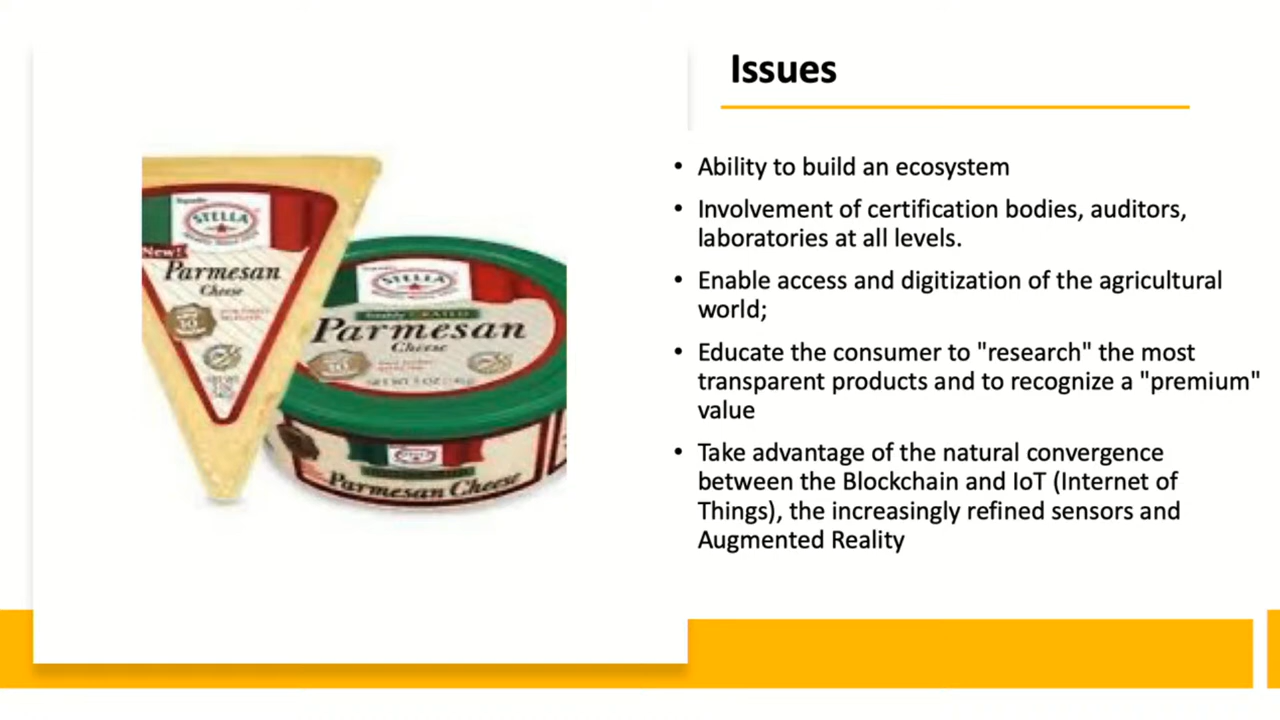 Issues
• Ability to build an ecosystem
• Involvement of certification bodies, auditors,
laboratories at all levels.
• Enable access and digitization of the agricultural
world;
• Educate the consumer to "research" the most
transparent products and to recognize a "premium"
value
• Take advantage of the natural convergence
between the Blockchain and IoT (Internet of
Things), the increasingly refined sensors and
Augmented Reality
STELLA
New!
Parmesan
Cheese
STELLA
Parmesan
Cheese
Parmesan Cheese